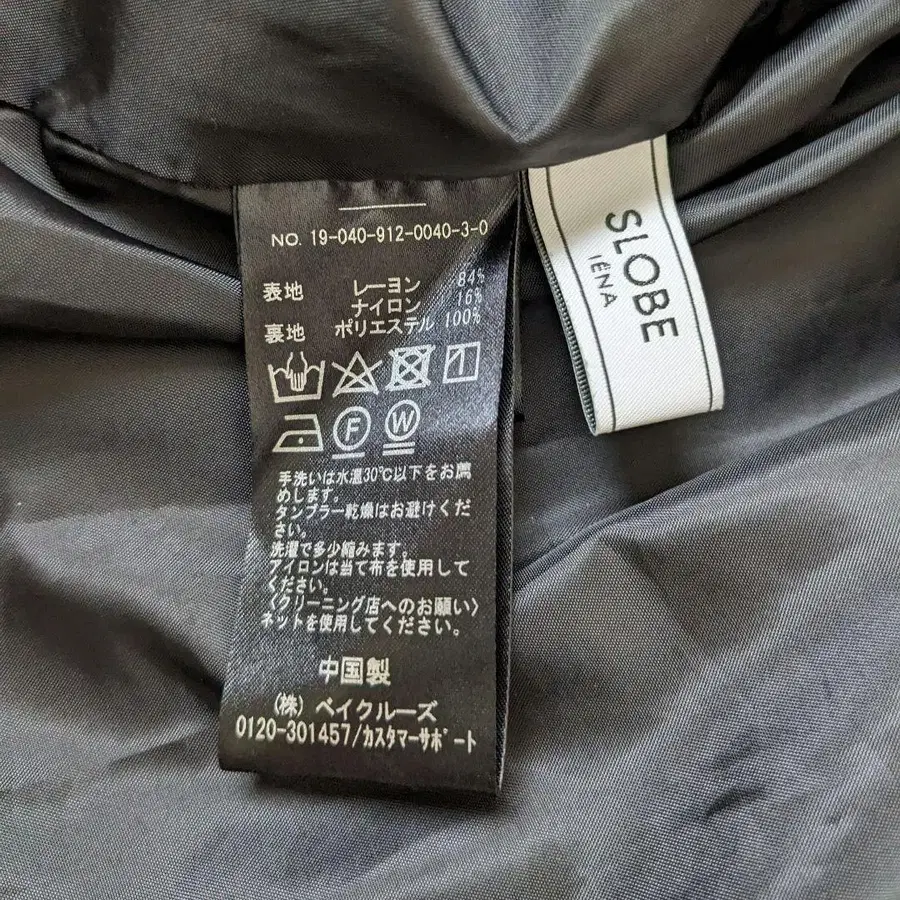 NO. 19-040-912-0040-3-0
表地 レーヨン 84%
ナイロン 16%
裏地 ポリエステル 100%
F W
手洗いは水温30℃以下をお薦
めします。
タンブラー乾燥はお避けくだ
さい。
洗濯で多少縮みます。
アイロンは当て布を使用して
ください。
〈クリーニング店へのお願い〉
ネットを使用してください。
中国製
(株) ベイクルーズ
0120-301457/カスタマーサポート
SLOBE
IÉNA